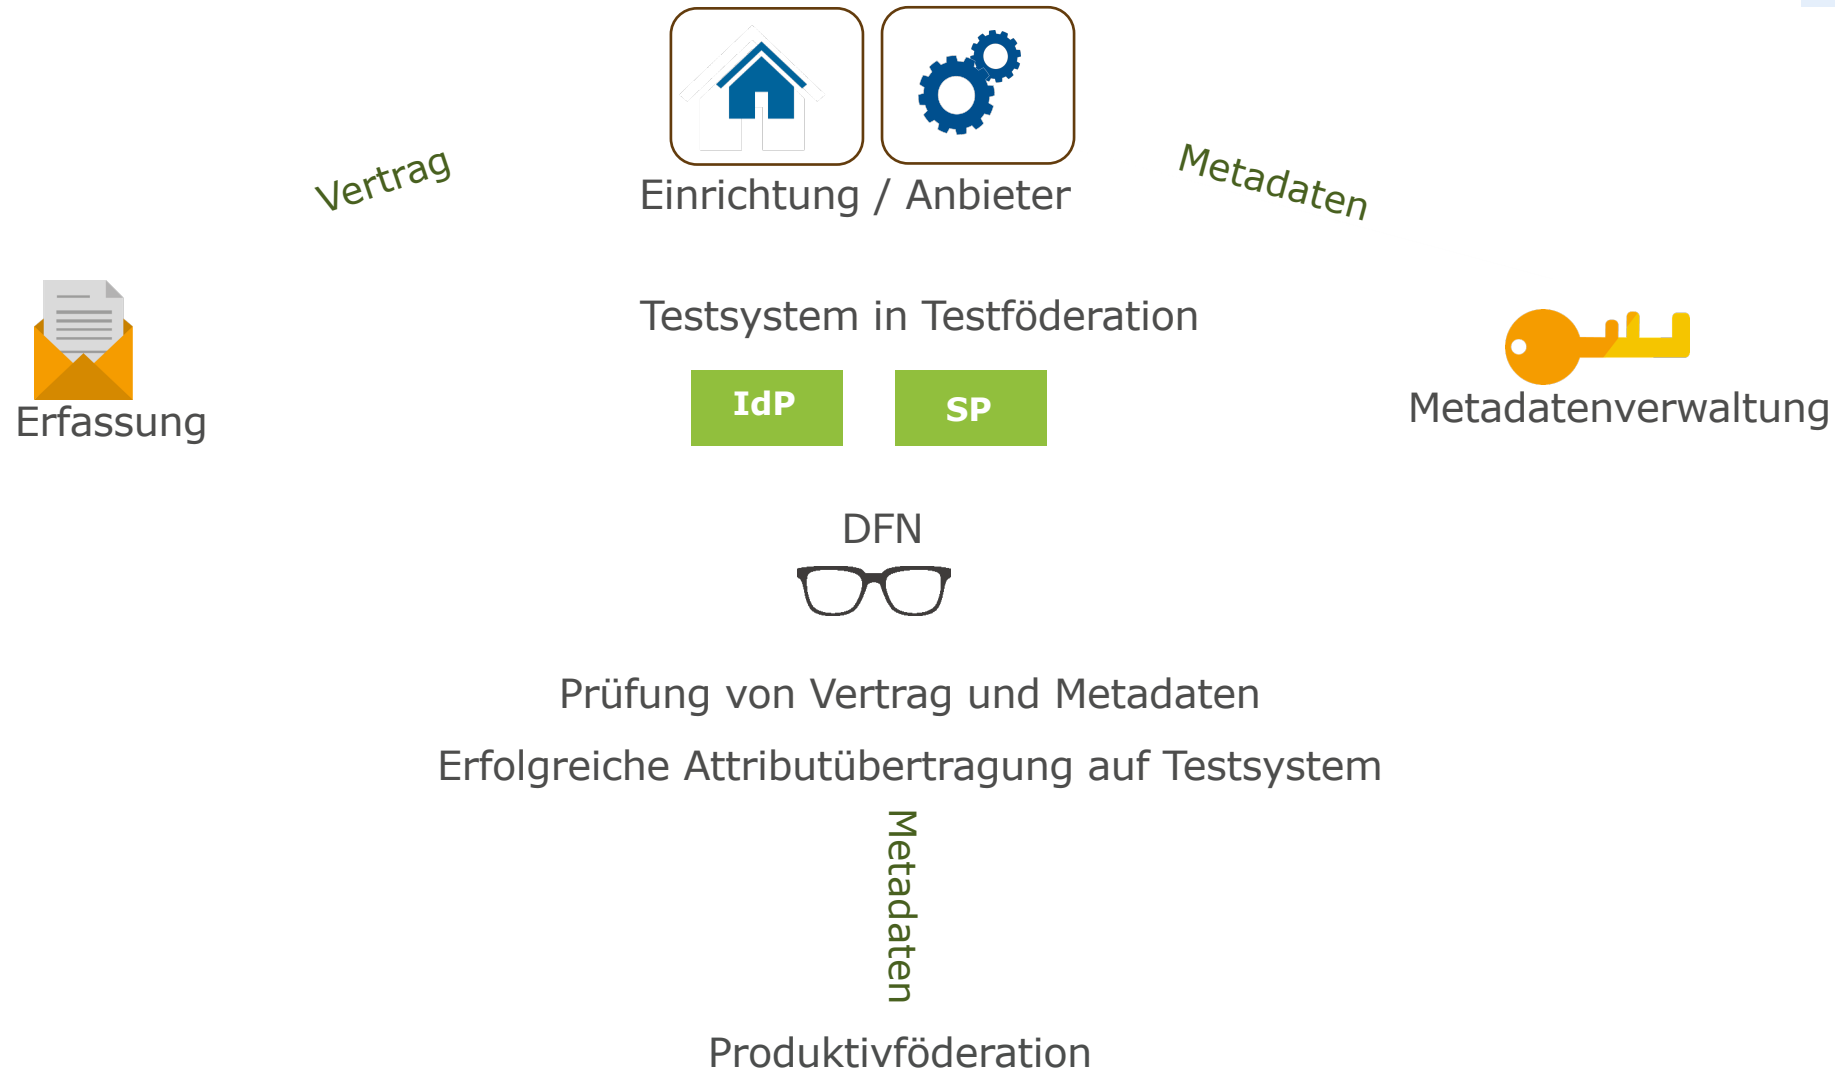 Vertrag
Einrichtung / Anbieter
Metadaten
Testsystem in Testföderation
IdP
SP
Erfassung
Metadatenverwaltung
DFN
Prüfung von Vertrag und Metadaten
Erfolgreiche Attributübertragung auf Testsystem
Metadaten
Produktivföderation